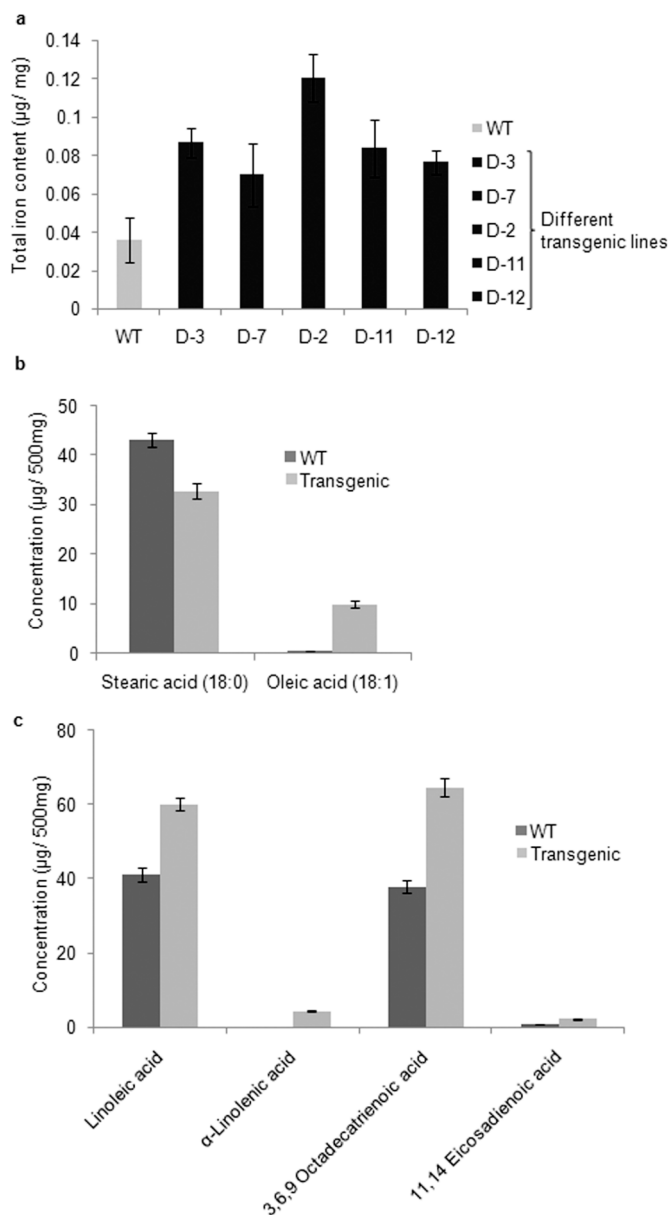 a
Total iron content (µg/ mg)
0.14
0.12
0.1
0.08
0.06
0.04
0.02
0
WT
D-3
D-7
D-2
D-11
D-12
WT
D-3
D-7
D-2
D-11
D-12
Different
transgenic lines
b
Concentration (µg/ 500mg)
50
40
30
20
10
0
WT
Transgenic
Stearic acid (18:0)
Oleic acid (18:1)
c
Concentration (µg/ 500mg)
80
60
40
20
0
WT
Transgenic
Linoleic acid
α-Linolenic acid
3,6,9 Octadecatrienoic acid
11,14 Eicosadienoic acid